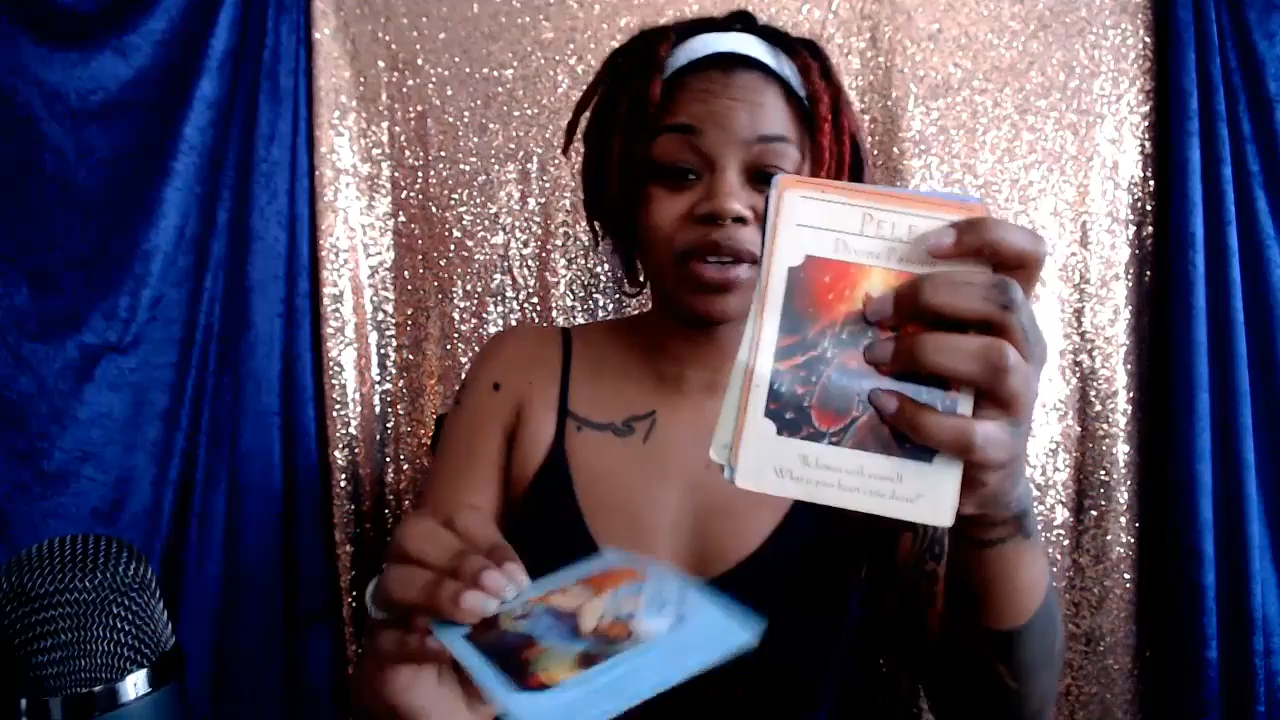 PELE
Divine Passion
"Be honest with yourself.
What is your heart's true desire?"